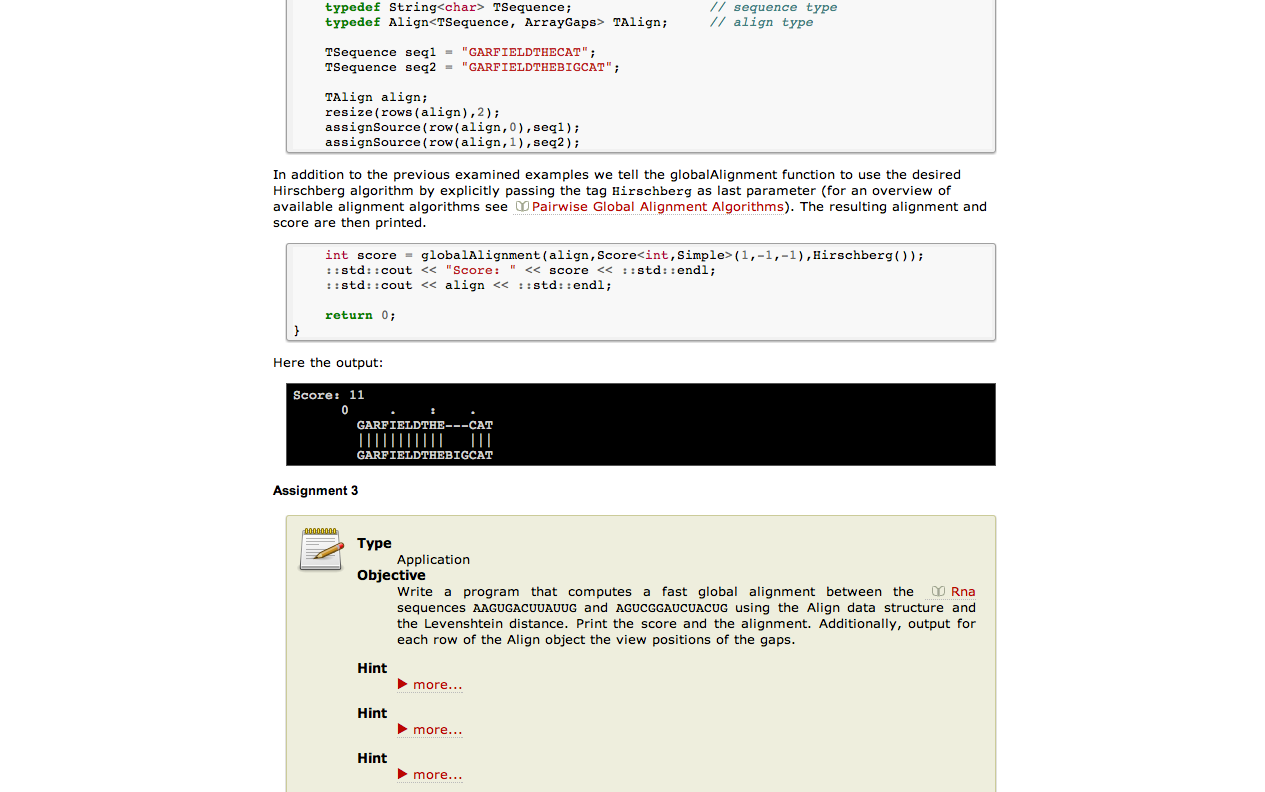 typedef String<char> TSequence;                 // sequence type
typedef Align<TSequence, ArrayGaps> TAlign;     // align type
TSequence seq1 = "GARFIELDTHECAT";
TSequence seq2 = "GARFIELDTHEBIGCAT";
TAlign align;
resize(rows(align),2);
assignSource(row(align,0),seq1);
assignSource(row(align,1),seq2);
In addition to the previous examined examples we tell the globalAlignment function to use the desired
Hirschberg algorithm by explicitly passing the tag Hirschberg as last parameter (for an overview of
available alignment algorithms see Pairwise Global Alignment Algorithms). The resulting alignment and
score are then printed.
int score = globalAlignment(align,Score<int,Simple>(1,-1,-1),Hirschberg());
::std::cout << "Score: " << score << ::std::endl;
::std::cout << align << ::std::endl;
return 0;
}
Here the output:
Score: 11
      0     .    :    .
        GARFIELDTHE---CAT
        |||||||||||   |||
        GARFIELDTHEBIGCAT
Assignment 3
Type
Application
Objective
Write a program that computes a fast global alignment between the Rna
sequences AAGUGACUUAUUG and AGUCGGAUCUACUG using the Align data structure and
the Levenshtein distance. Print the score and the alignment. Additionally, output for
each row of the Align object the view positions of the gaps.
Hint
more...
Hint
more...
Hint
more...